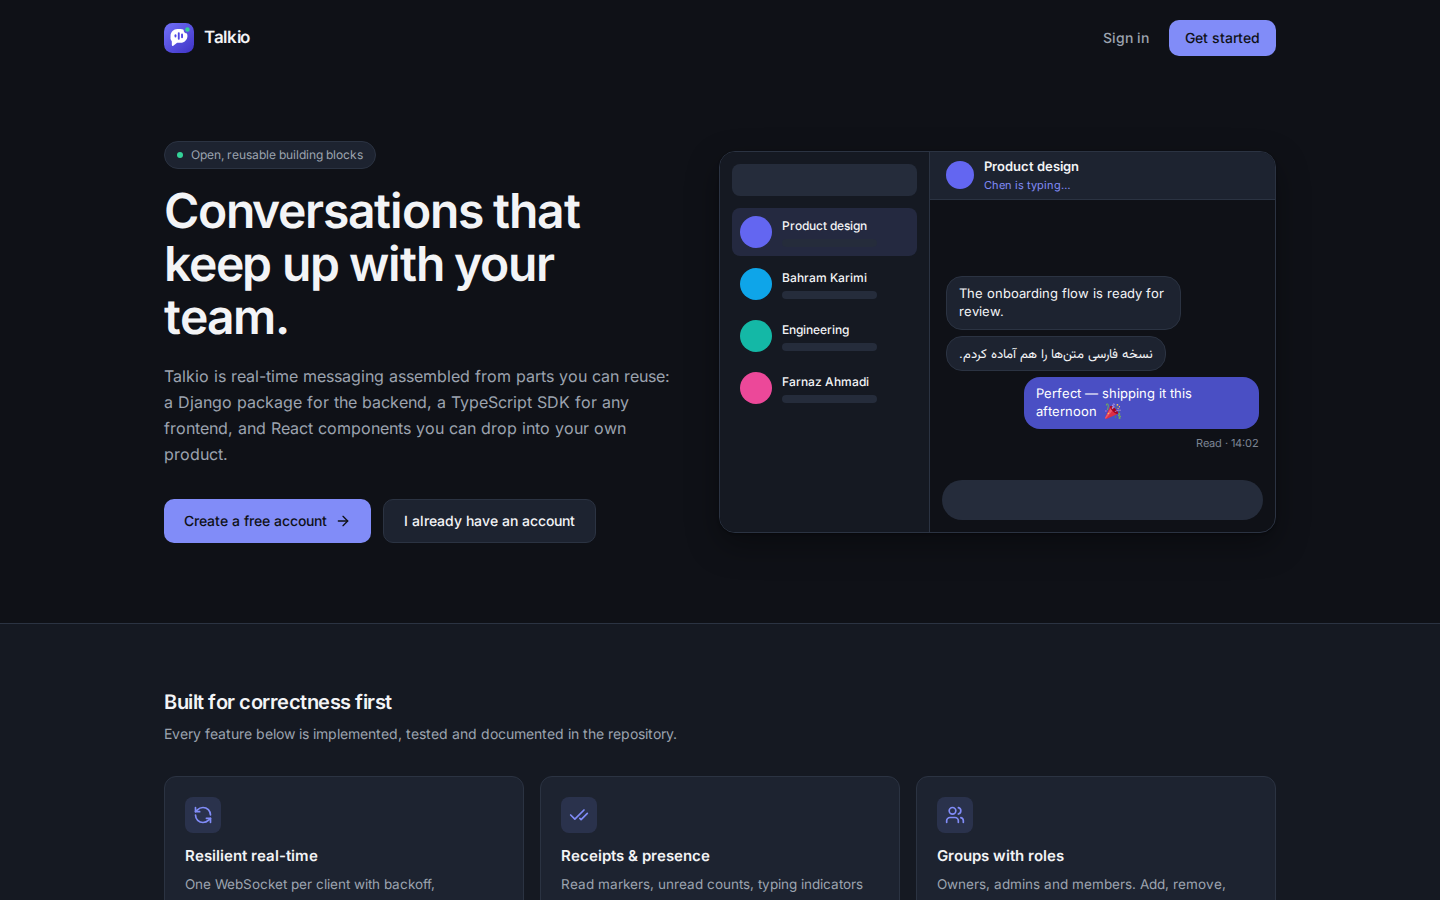 Talkio
Sign in
Get started
Open, reusable building blocks
Conversations that
keep up with your
team.
Talkio is real-time messaging assembled from parts you can reuse:
a Django package for the backend, a TypeScript SDK for any
frontend, and React components you can drop into your own
product.
Create a free account
I already have an account
Product design
Bahram Karimi
Engineering
Farnaz Ahmadi
Product design
Chen is typing…
The onboarding flow is ready for
review.
نسخه فارسی متن‌ها را هم آماده کردم.
Perfect — shipping it this
afternoon 🎉
Read · 14:02
Built for correctness first
Every feature below is implemented, tested and documented in the repository.
Resilient real-time
One WebSocket per client with backoff,
Receipts & presence
Read markers, unread counts, typing indicators
Groups with roles
Owners, admins and members. Add, remove,